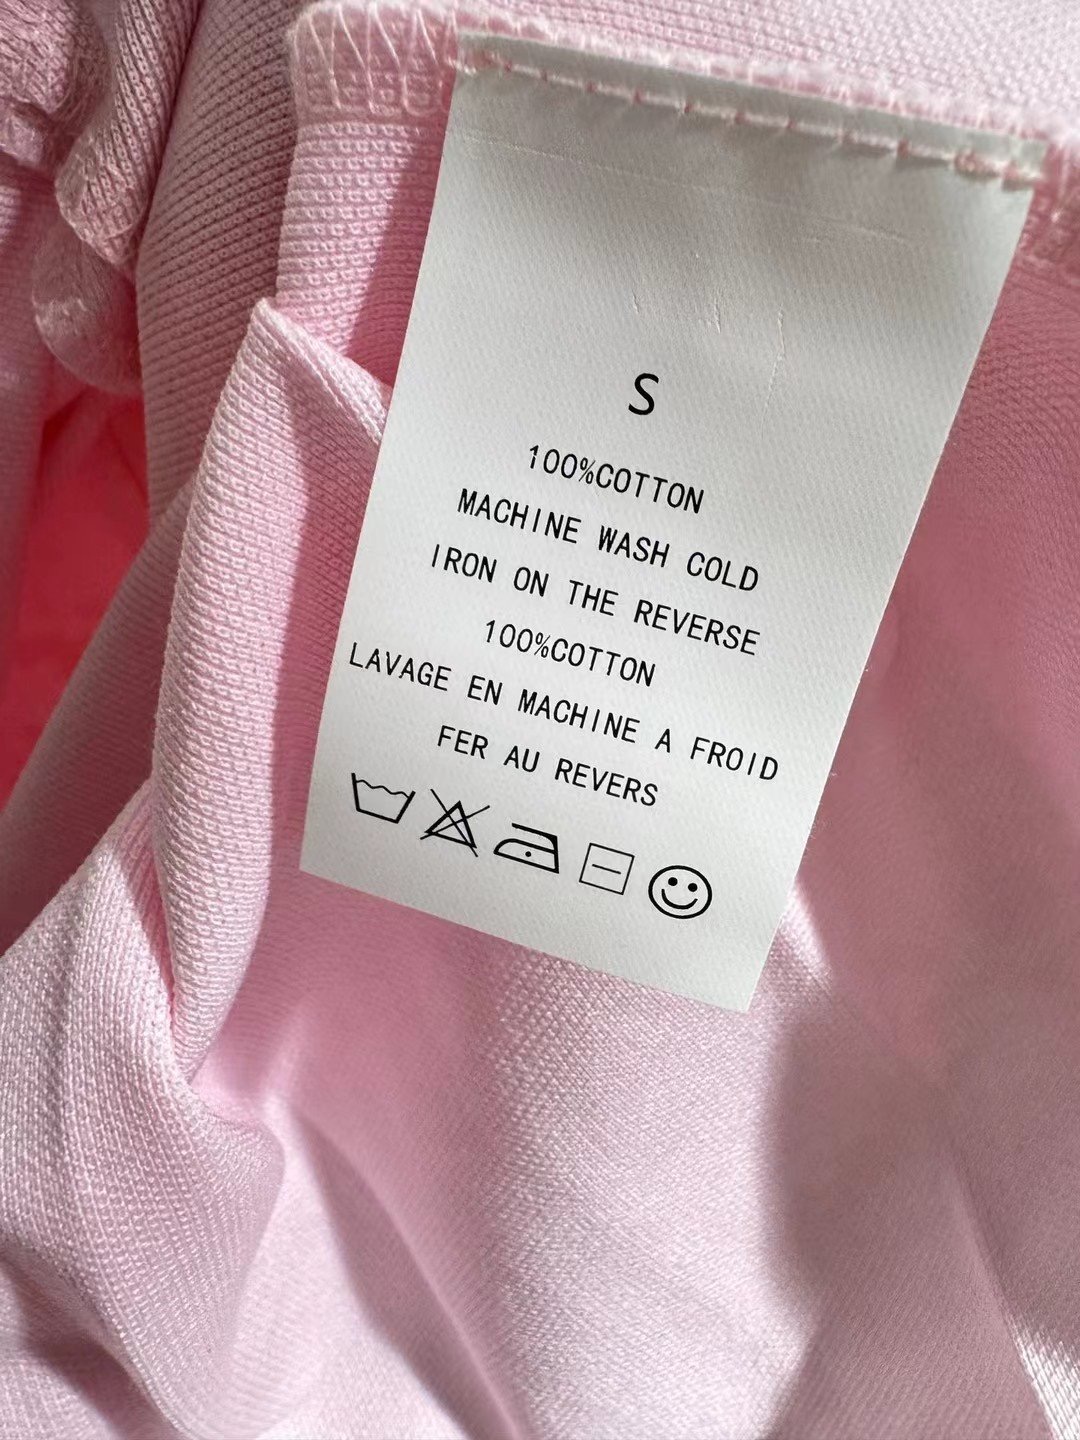 S
100%COTTON
MACHINE WASH COLD
IRON ON THE REVERSE
100%COTTON
LAVAGE EN MACHINE A FROID
FER AU REVERS